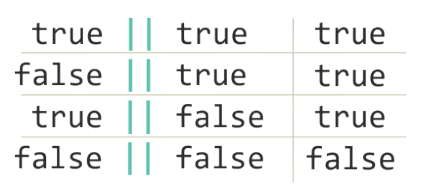 true || true true
false || true true
true || false true
false || false false